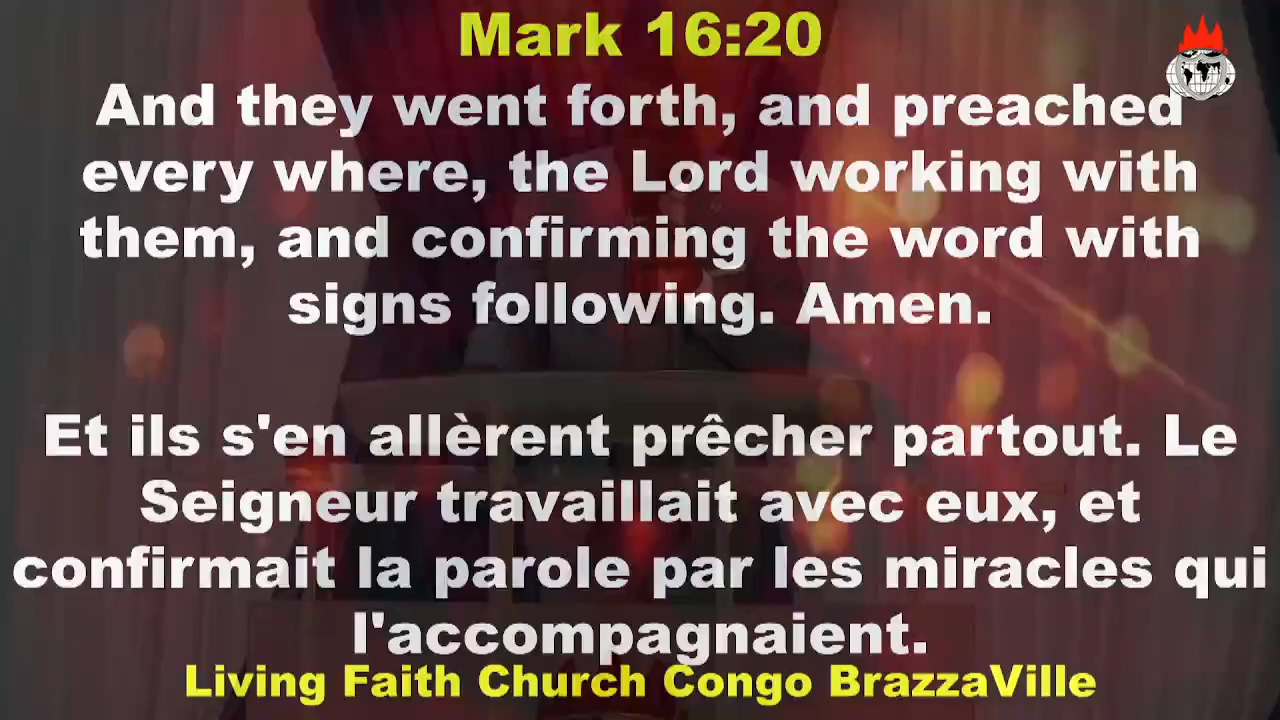 Mark 16:20
And they went forth, and preached
every where, the Lord working with
them, and confirming the word with
signs following. Amen.
Et ils s'en allèrent prêcher partout. Le
Seigneur travaillait avec eux, et
confirmait la parole par les miracles qui
l'accompagnaient.
Living Faith Church Congo BrazzaVille